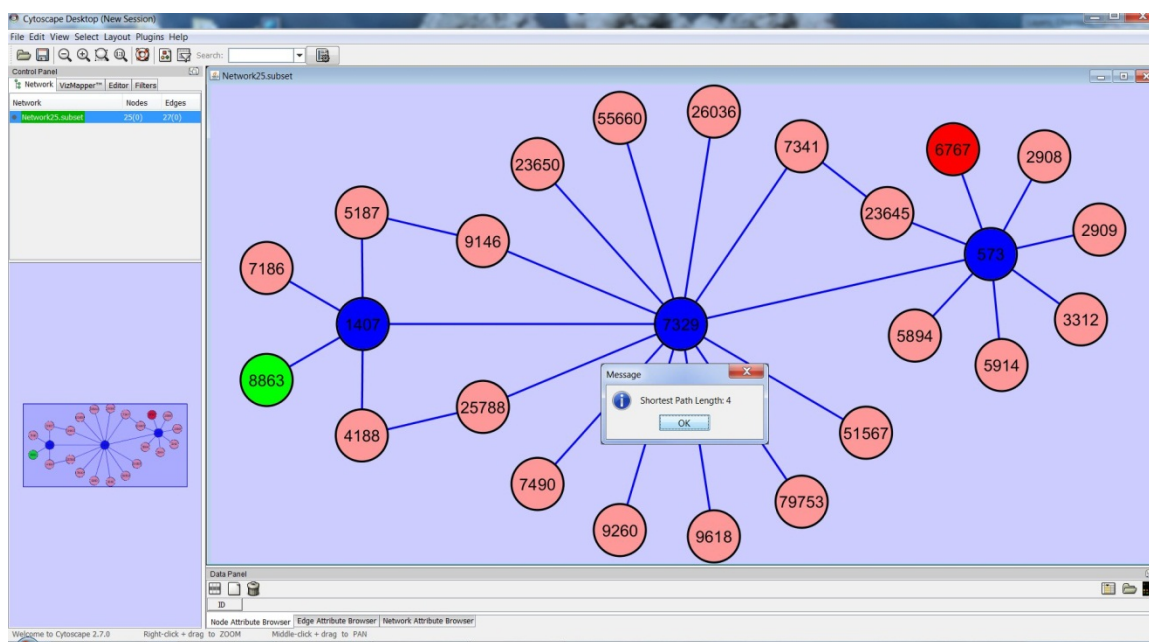 Cytoscape Desktop (New Session)
File Edit View Select Layout Plugins Help
Search:
Control Panel
Network VizMapper™ Editor Filters
Network Nodes Edges
Network25.subset 25(0) 27(0)
Network25.subset
55660
26036
23650
7341
6767
2908
5187
23645
9146
2909
573
7186
1407
7329
3312
5894
5914
8863
Message
Shortest Path Length: 4
OK
25788
4188
51567
7490
79753
9260
9618
Data Panel
ID
Node Attribute Browser Edge Attribute Browser Network Attribute Browser
Welcome to Cytoscape 2.7.0 Right-click + drag to ZOOM Middle-click + drag to PAN